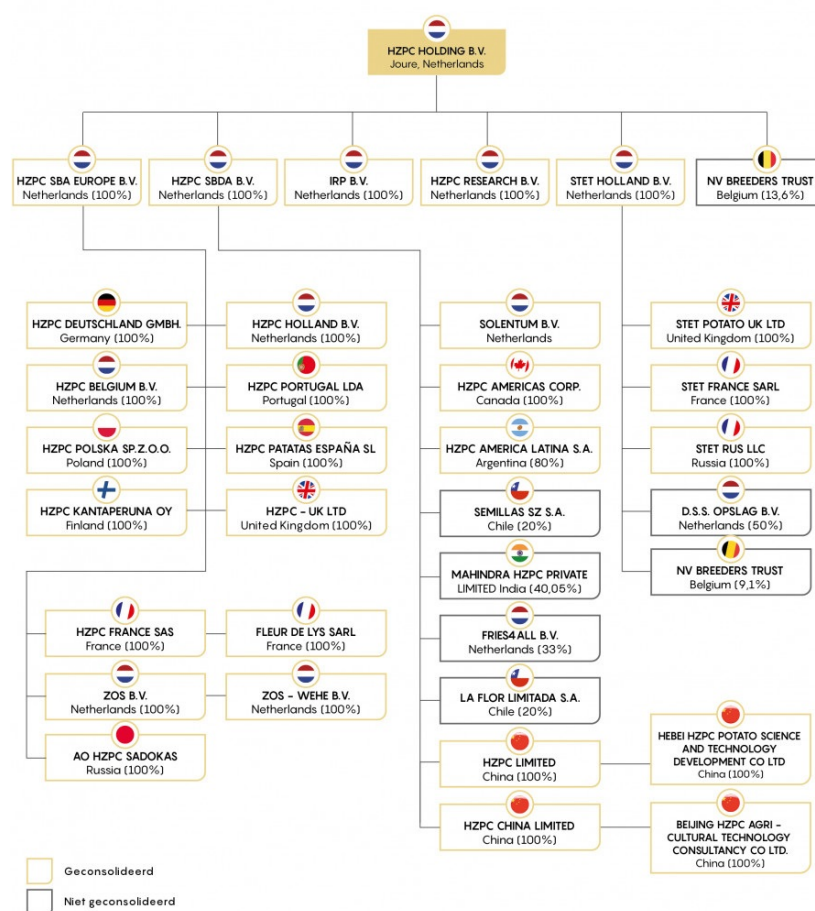 HZPC HOLDING B.V.
Joure, Netherlands
HZPC SBA EUROPE B.V.
Netherlands (100%)
HZPC SBDA B.V.
Netherlands (100%)
IRP B.V.
Netherlands (100%)
HZPC RESEARCH B.V.
Netherlands (100%)
STET HOLLAND B.V.
Netherlands (100%)
NV BREEDERS TRUST
Belgium (13,6%)
HZPC DEUTSCHLAND GMBH.
Germany (100%)
HZPC HOLLAND B.V.
Netherlands (100%)
SOLENTUM B.V.
Netherlands
STET POTATO UK LTD
United Kingdom (100%)
HZPC BELGIUM B.V.
Netherlands (100%)
HZPC PORTUGAL LDA
Portugal (100%)
HZPC AMERICAS CORP.
Canada (100%)
STET FRANCE SARL
France (100%)
HZPC POLSKA SP.Z.O.O.
Poland (100%)
HZPC PATATAS ESPAÑA SL
Spain (100%)
HZPC AMERICA LATINA S.A.
Argentina (80%)
STET RUS LLC
Russia (100%)
HZPC KANTAPERUNA OY
Finland (100%)
HZPC - UK LTD
United Kingdom (100%)
SEMILLAS SZ S.A.
Chile (20%)
D.S.S. OPSLAG B.V.
Netherlands (50%)
MAHINDRA HZPC PRIVATE
LIMITED India (40,05%)
NV BREEDERS TRUST
Belgium (9,1%)
HZPC FRANCE SAS
France (100%)
FLEUR DE LYS SARL
France (100%)
FRIES4ALL B.V.
Netherlands (33%)
ZOS B.V.
Netherlands (100%)
ZOS - WEHE B.V.
Netherlands (100%)
LA FLOR LIMITADA S.A.
Chile (20%)
AO HZPC SADOKAS
Russia (100%)
HZPC LIMITED
China (100%)
HEBEI HZPC POTATO SCIENCE
AND TECHNOLOGY
DEVELOPMENT CO LTD
China (100%)
HZPC CHINA LIMITED
China (100%)
BEIJING HZPC AGRI -
CULTURAL TECHNOLOGY
CONSULTANCY CO LTD.
China (100%)
Geconsolideerd
Niet geconsolideerd